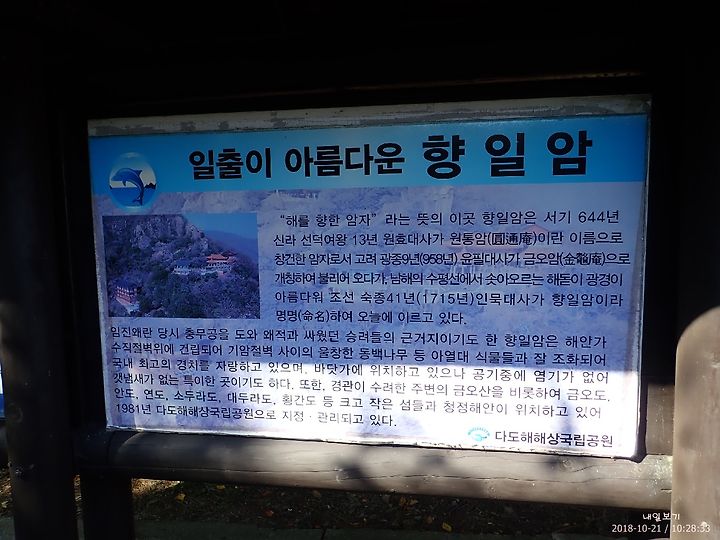 일출이 아름다운 향일암
“해를 향한 암자” 라는 뜻의 이곳 향일암은 서기 644년
신라 선덕여왕 13년 원효대사가 원통암(圓通庵)이란 이름으로
창건한 암자로서 고려 광종9년(958년) 윤필대사가 금오암(金鼇庵)으로
개칭하여 불리어 오다가, 남해의 수평선에서 솟아오르는 해돋이 광경이
아름다워 조선 숙종41년(1715년)인묵대사가 향일암이라
명명(命名)하여 오늘에 이르고 있다.
임진왜란 당시 충무공을 도와 왜적과 싸웠던 승려들의 근거지이기도 한 향일암은 해안가
수직절벽위에 건립되어 기암절벽 사이의 울창한 동백나무 등 아열대 식물들과 잘 조화되어
국내 최고의 경치를 자랑하고 있으며, 바닷가에 위치하고 있으나 공기중에 염기가 없어
갯냄새가 없는 특이한 곳이기도 하다. 또한, 경관이 수려한 주변의 금오산을 비롯하여 금오도,
안도, 연도, 소두라도, 대두라도, 횡간도 등 크고 작은 섬들과 청정해안이 위치하고 있어
1981년 다도해해상국립공원으로 지정·관리되고 있다.
다도해해상국립공원
내일보기
2018-10-21 / 10:28:33